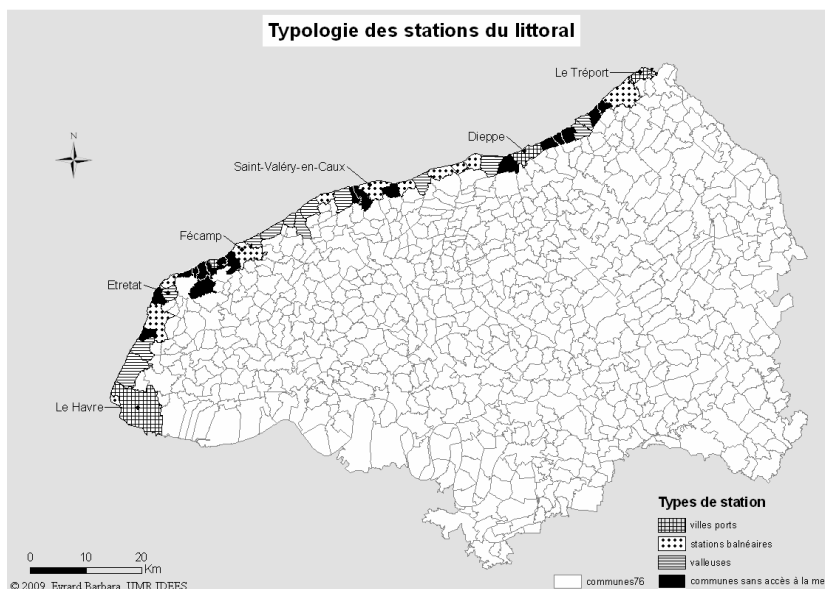 Typologie des stations du littoral
Le Tréport
N
Dieppe
Saint-Valéry-en-Caux
Fécamp
Etretat
Le Havre
Types de station
villes ports
stations balnéaires
valleuses
communes76
communes sans accès à la me
0 10 20
Km
© 2009, Evrard Barbara, UMR IDEES